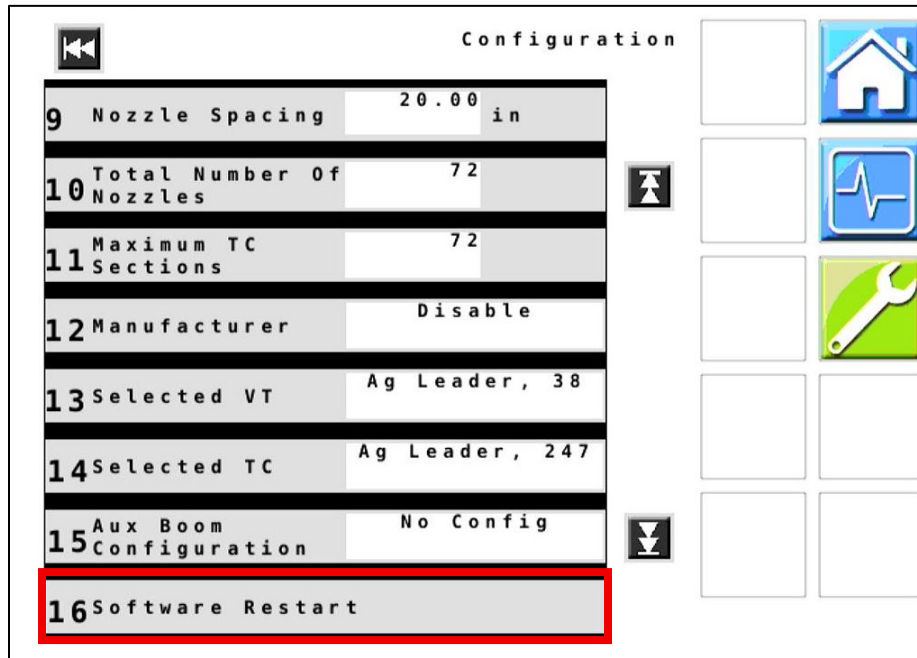 Configuration
9 Nozzle Spacing 20.00 in
10 Total Number Of Nozzles 72
11 Maximum TC Sections 72
12 Manufacturer Disable
13 Selected VT Ag Leader, 38
14 Selected TC Ag Leader, 247
15 Aux Boom Configuration No Config
16 Software Restart